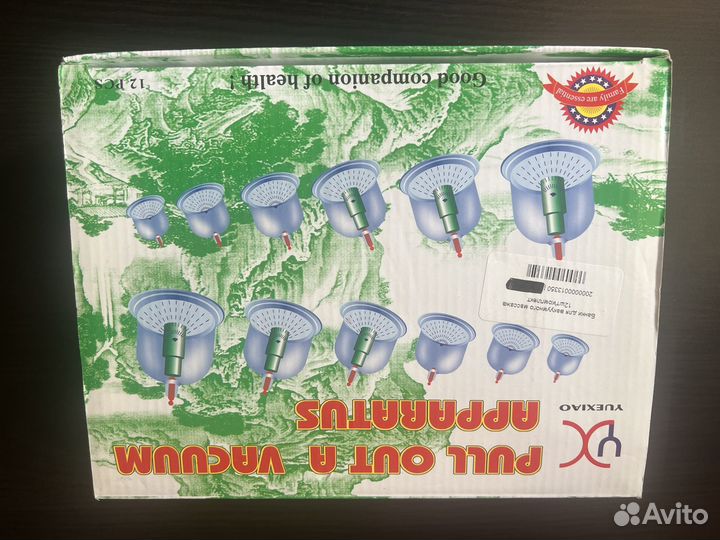 YUEXIAO
PULL OUT A VACUUM
APPARATUS
Банки для вакуумного массажа
12шт/комплект
2000000013350
Family are essential
Good companion of health!
12 PCS
Avito